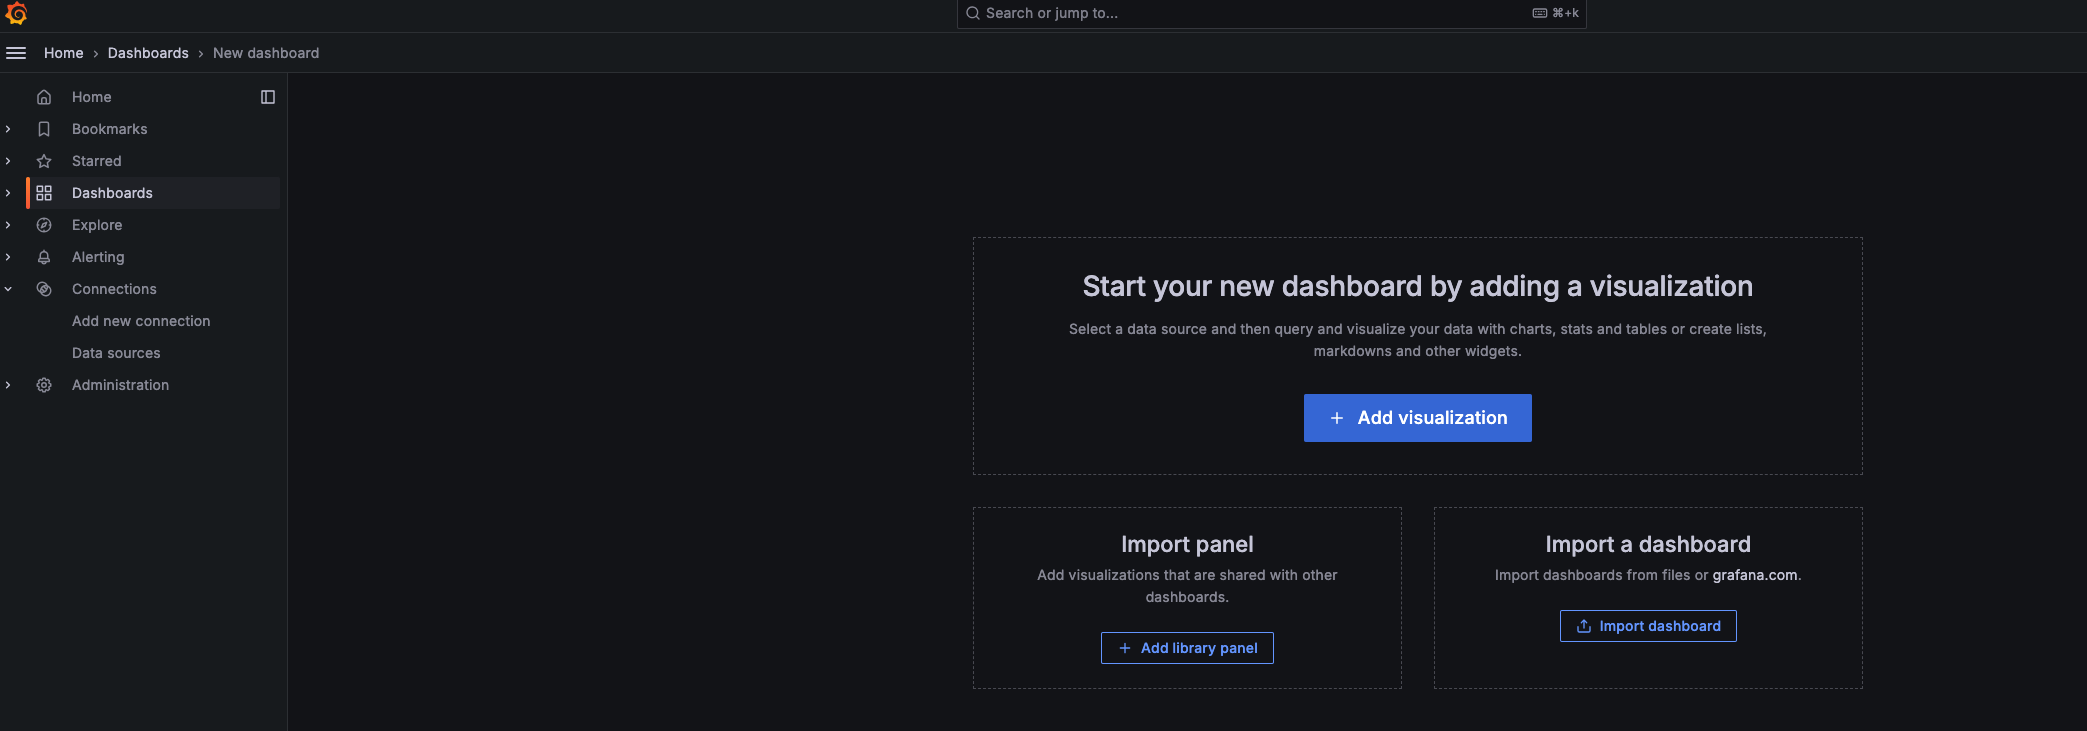 Search or jump to...
⌘+k
Home › Dashboards › New dashboard
Home
Bookmarks
Starred
Dashboards
Explore
Alerting
Connections
Add new connection
Data sources
Administration
Start your new dashboard by adding a visualization
Select a data source and then query and visualize your data with charts, stats and tables or create lists,
markdowns and other widgets.
+ Add visualization
Import panel
Add visualizations that are shared with other
dashboards.
+ Add library panel
Import a dashboard
Import dashboards from files or grafana.com.
Import dashboard